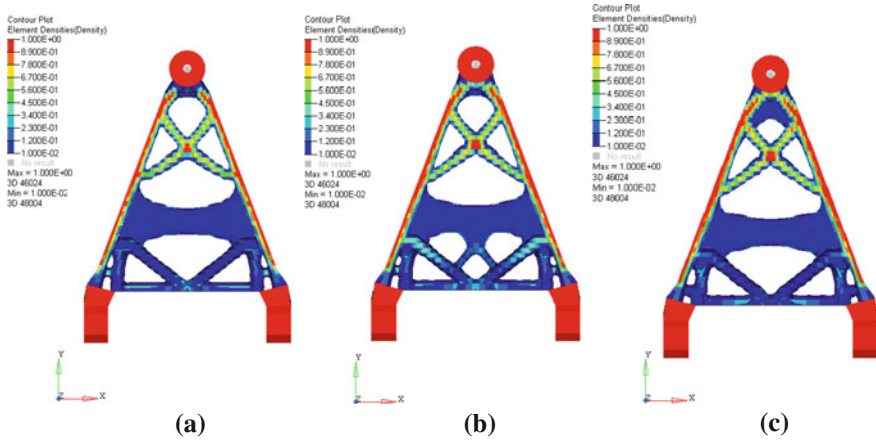 Contour Plot
Element Densities(Density)
1.000E+00
8.900E-01
7.800E-01
6.700E-01
5.600E-01
4.500E-01
3.400E-01
2.300E-01
1.200E-01
1.000E-02
No result
Max = 1.000E+00
3D 46024
Min = 1.000E-02
3D 48004
Y
Z
X
(a)
Contour Plot
Element Densities(Density)
1.000E+00
8.900E-01
7.800E-01
6.700E-01
5.600E-01
4.500E-01
3.400E-01
2.300E-01
1.200E-01
1.000E-02
No result
Max = 1.000E+00
3D 46024
Min = 1.000E-02
3D 48004
Y
Z
X
(b)
Contour Plot
Element Densities(Density)
1.000E+00
8.900E-01
7.800E-01
6.700E-01
5.600E-01
4.500E-01
3.400E-01
2.300E-01
1.200E-01
1.000E-02
No result
Max = 1.000E+00
3D 46024
Min = 1.000E-02
3D 48004
Y
Z
X
(c)